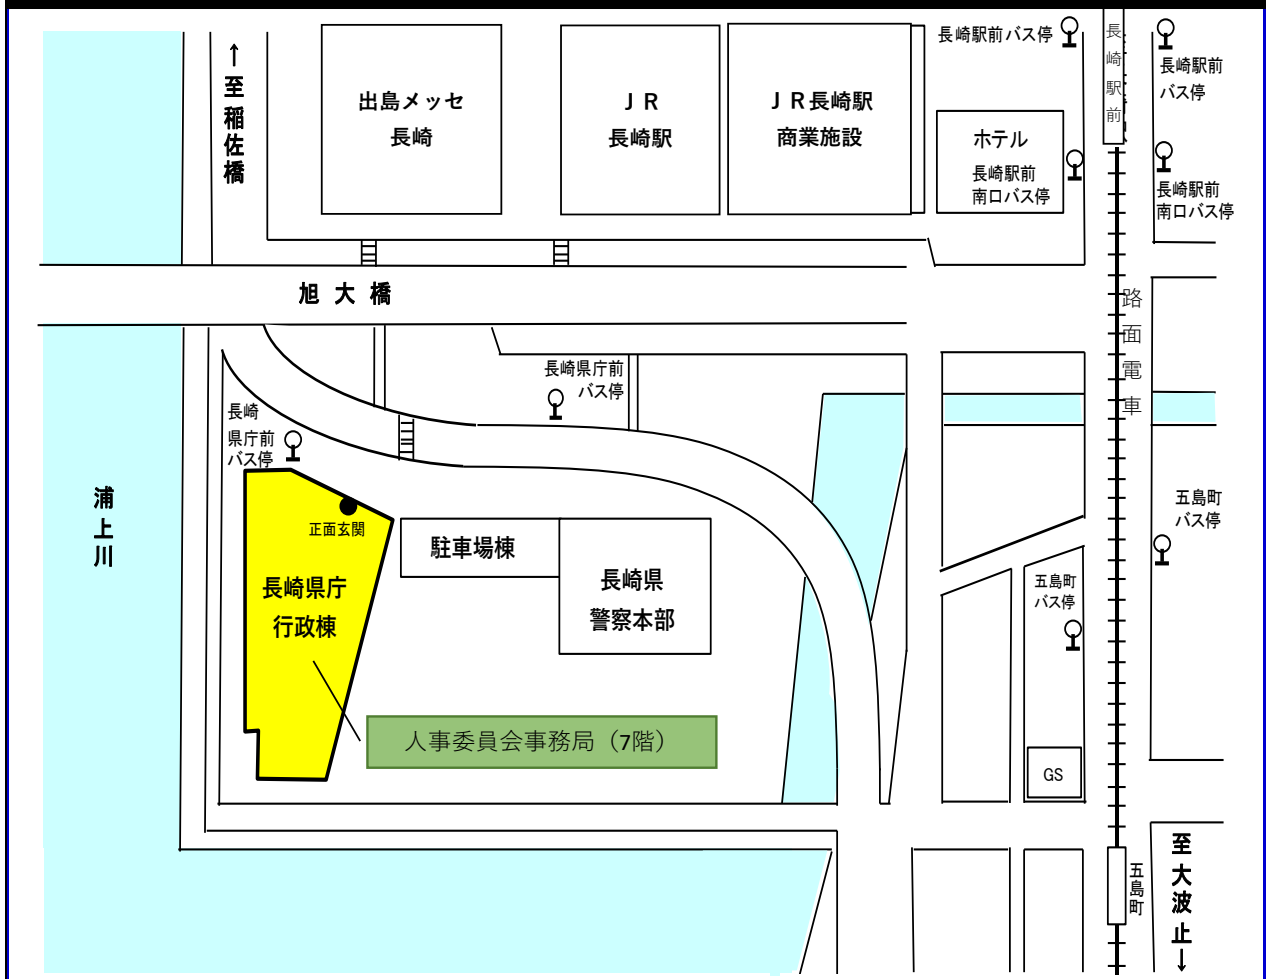 ↑至稲佐橋
出島メッセ
長崎
ＪＲ
長崎駅
ＪＲ長崎駅
商業施設
長崎駅前バス停
長崎駅前
長崎駅前
バス停
ホテル
長崎駅前
南口バス停
長崎駅前
南口バス停
旭大橋
路面電車
長崎県庁前
バス停
長崎
県庁前
バス停
浦上川
正面玄関
駐車場棟
長崎県
警察本部
長崎県庁
行政棟
五島町
バス停
五島町
バス停
人事委員会事務局（7階）
GS
五島町
至大波止↓